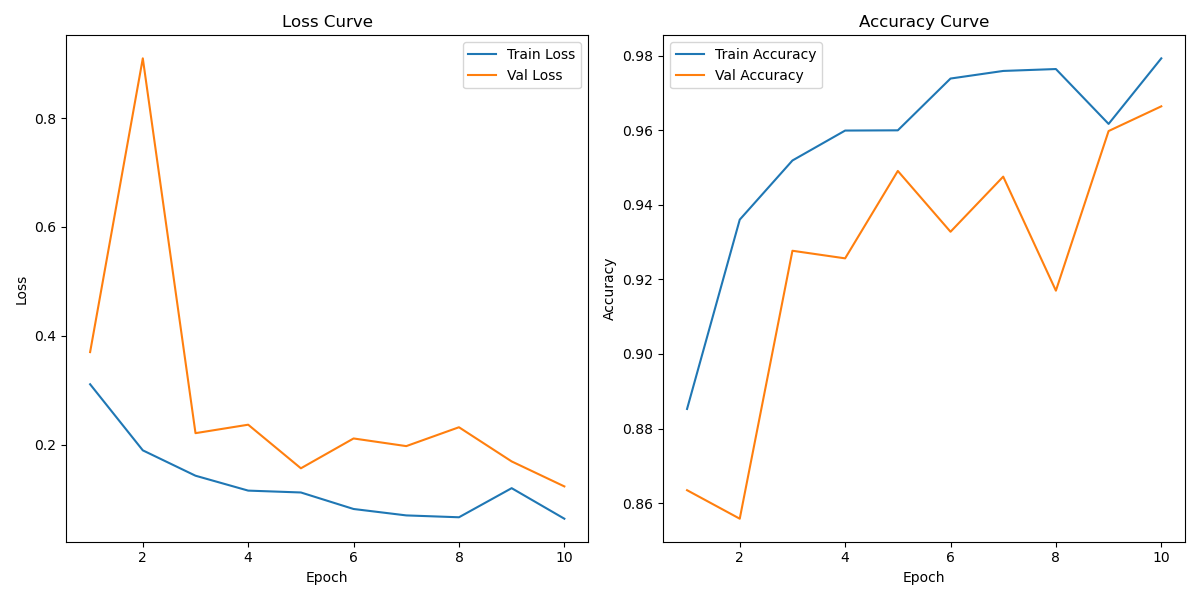 Loss Curve
Train Loss
Val Loss
0.8
0.6
0.4
0.2
Loss
2 4 6 8 10
Epoch
Accuracy Curve
Train Accuracy
Val Accuracy
0.98
0.96
0.94
0.92
0.90
0.88
0.86
Accuracy
2 4 6 8 10
Epoch